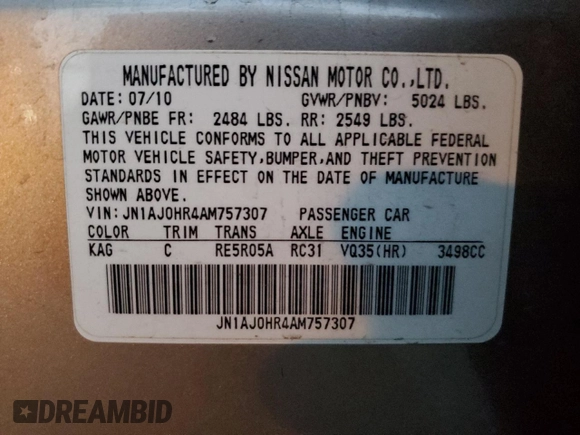 MANUFACTURED BY NISSAN MOTOR CO.,LTD.
DATE: 07/10 GVWR/PNBV: 5024 LBS.
GAWR/PNBE FR: 2484 LBS. RR: 2549 LBS.
THIS VEHICLE CONFORMS TO ALL APPLICABLE FEDERAL
MOTOR VEHICLE SAFETY,BUMPER,AND THEFT PREVENTION
STANDARDS IN EFFECT ON THE DATE OF MANUFACTURE
SHOWN ABOVE.
VIN: JN1AJ0HR4AM757307 PASSENGER CAR
COLOR TRIM TRANS AXLE ENGINE
KAG C RE5R05A RC31 VQ35(HR) 3498CC
JN1AJ0HR4AM757307
DREAMBID